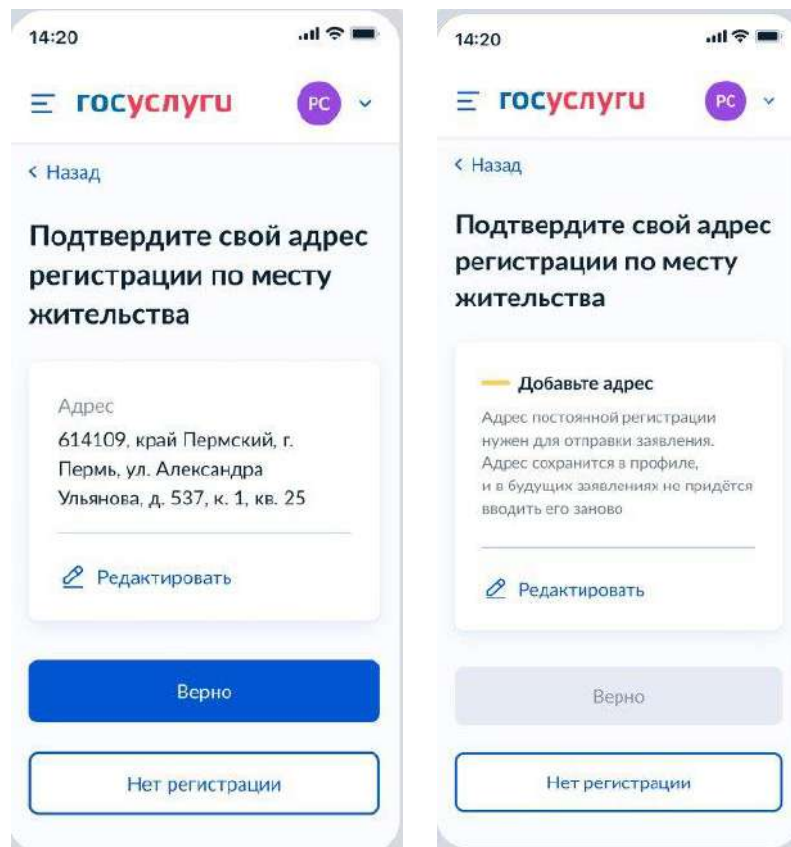 14:20
госуслуги
РС
Назад
Подтвердите свой адрес
регистрации по месту
жительства
Адрес
614109, край Пермский, г.
Пермь, ул. Александра
Ульянова, д. 537, к. 1, кв. 25
Редактировать
Верно
Нет регистрации
14:20
госуслуги
РС
Назад
Подтвердите свой адрес
регистрации по месту
жительства
Добавьте адрес
Адрес постоянной регистрации
нужен для отправки заявления.
Адрес сохранится в профиле,
и в будущих заявлениях не придётся
вводить его заново
Редактировать
Верно
Нет регистрации